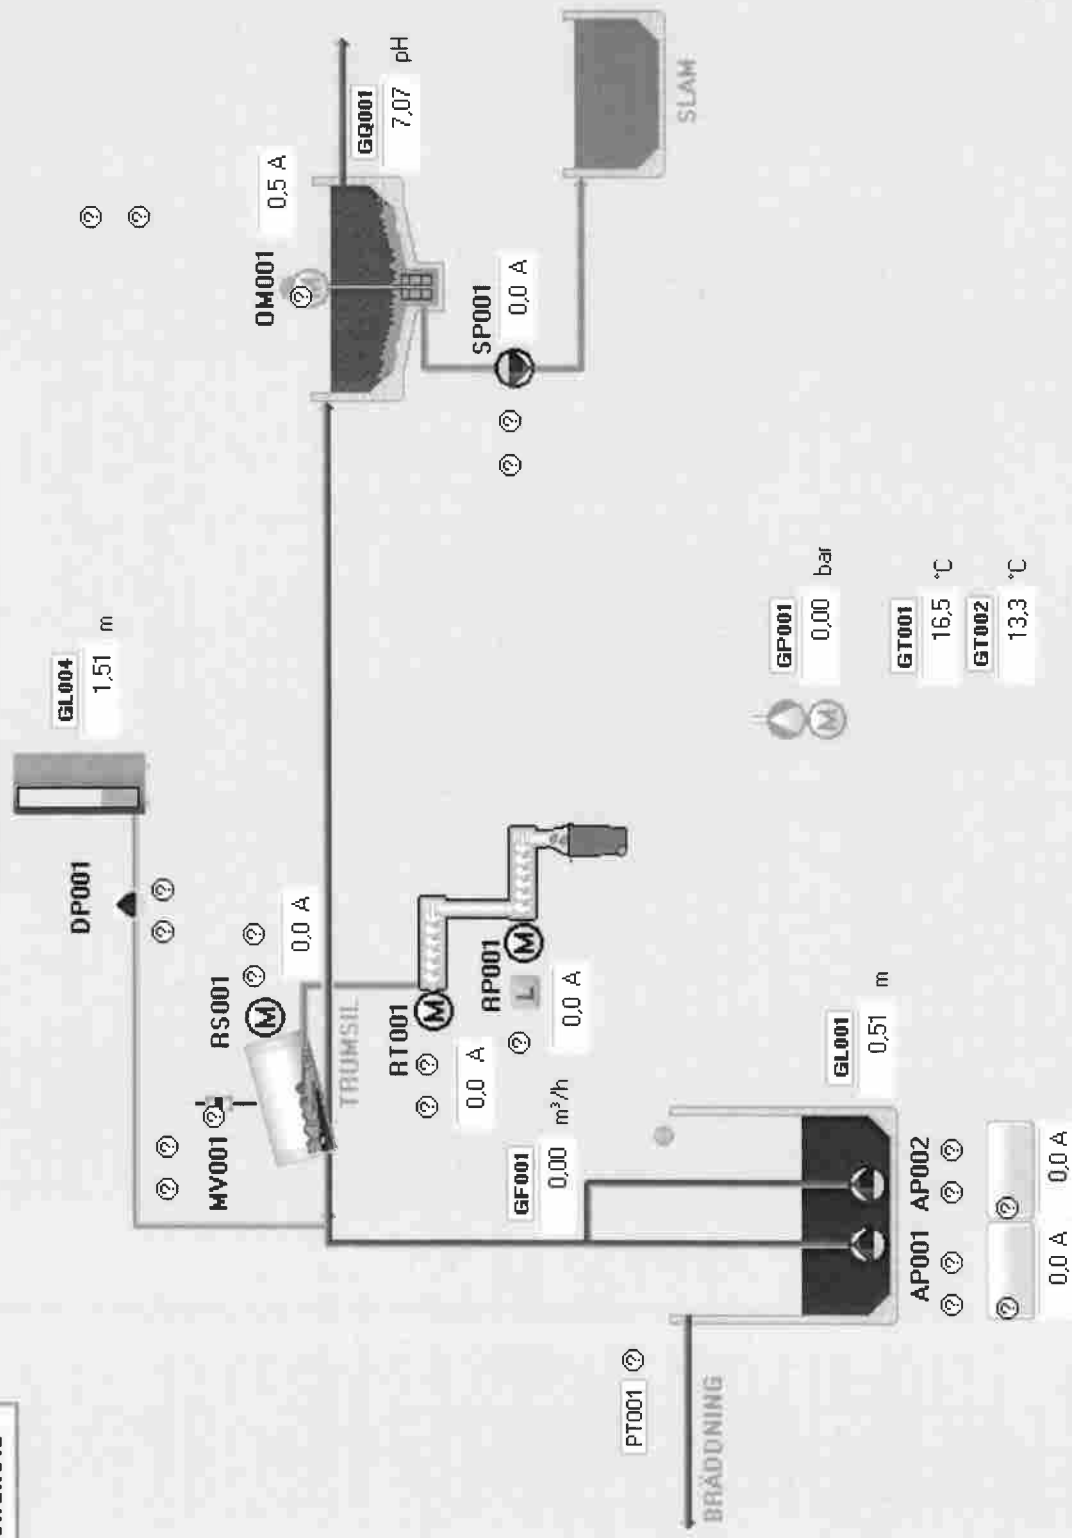 GL004
1,51 m
DP001
OM001
0,5 A
GQ001
7,07 pH
MV001
RS001
0,0 A
TRUMSIL
RT001
0,0 A
RP001
L
0,0 A
SP001
0,0 A
SLAM
GF001
0,00 m³/h
GP001
0,00 bar
GT001
16,5 °C
GT002
13,3 °C
PT001
BRÄDDNING
GL001
0,51 m
AP001
AP002
0,0 A
0,0 A